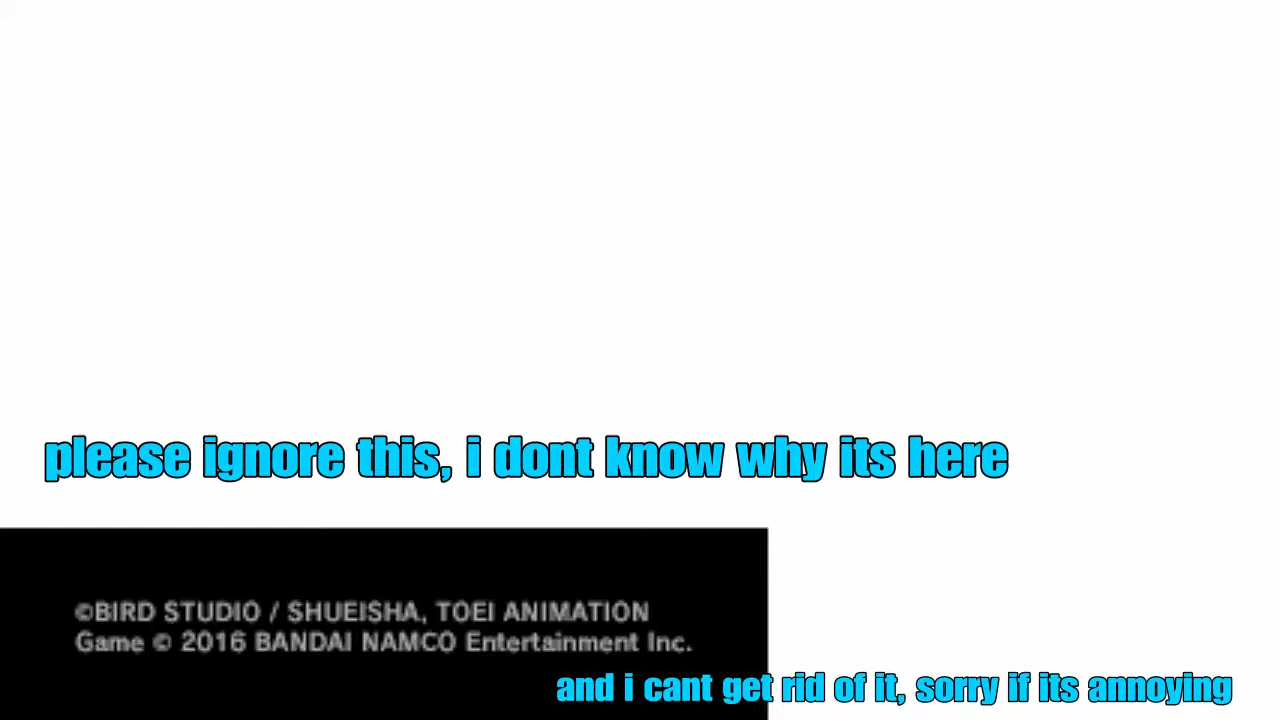 please ignore this, i dont know why its here
©BIRD STUDIO / SHUEISHA, TOEI ANIMATION
Game © 2016 BANDAI NAMCO Entertainment Inc.
and i cant get rid of it, sorry if its annoying